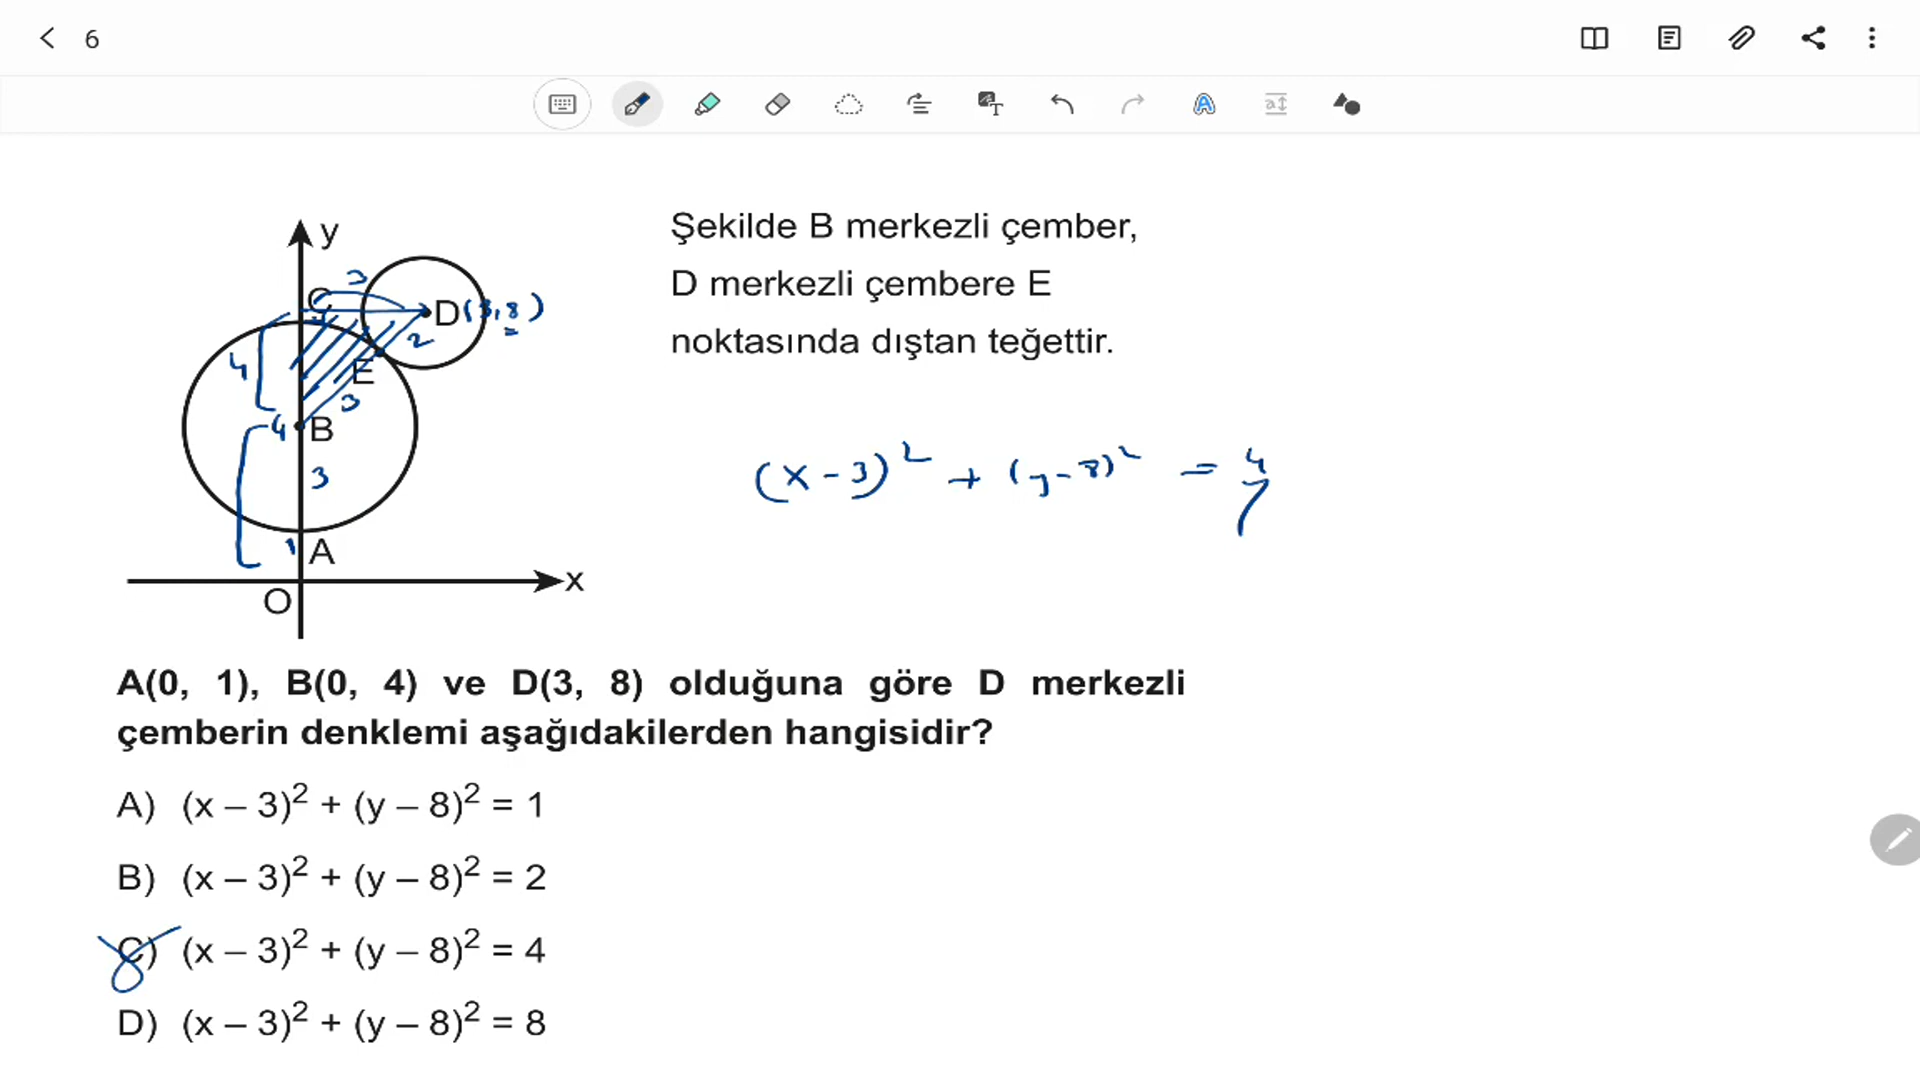 6
y
Şekilde B merkezli çember,
D merkezli çembere E
noktasında dıştan teğettir.
3
C
D(3,8)
2
4
E
3
4
B
3
(x-3)² + (y-8)² = 4
1
A
x
O
A(0, 1), B(0, 4) ve D(3, 8) olduğuna göre D merkezli
çemberin denklemi aşağıdakilerden hangisidir?
A) (x – 3)² + (y – 8)² = 1
B) (x – 3)² + (y – 8)² = 2
C) (x – 3)² + (y – 8)² = 4
D) (x – 3)² + (y – 8)² = 8